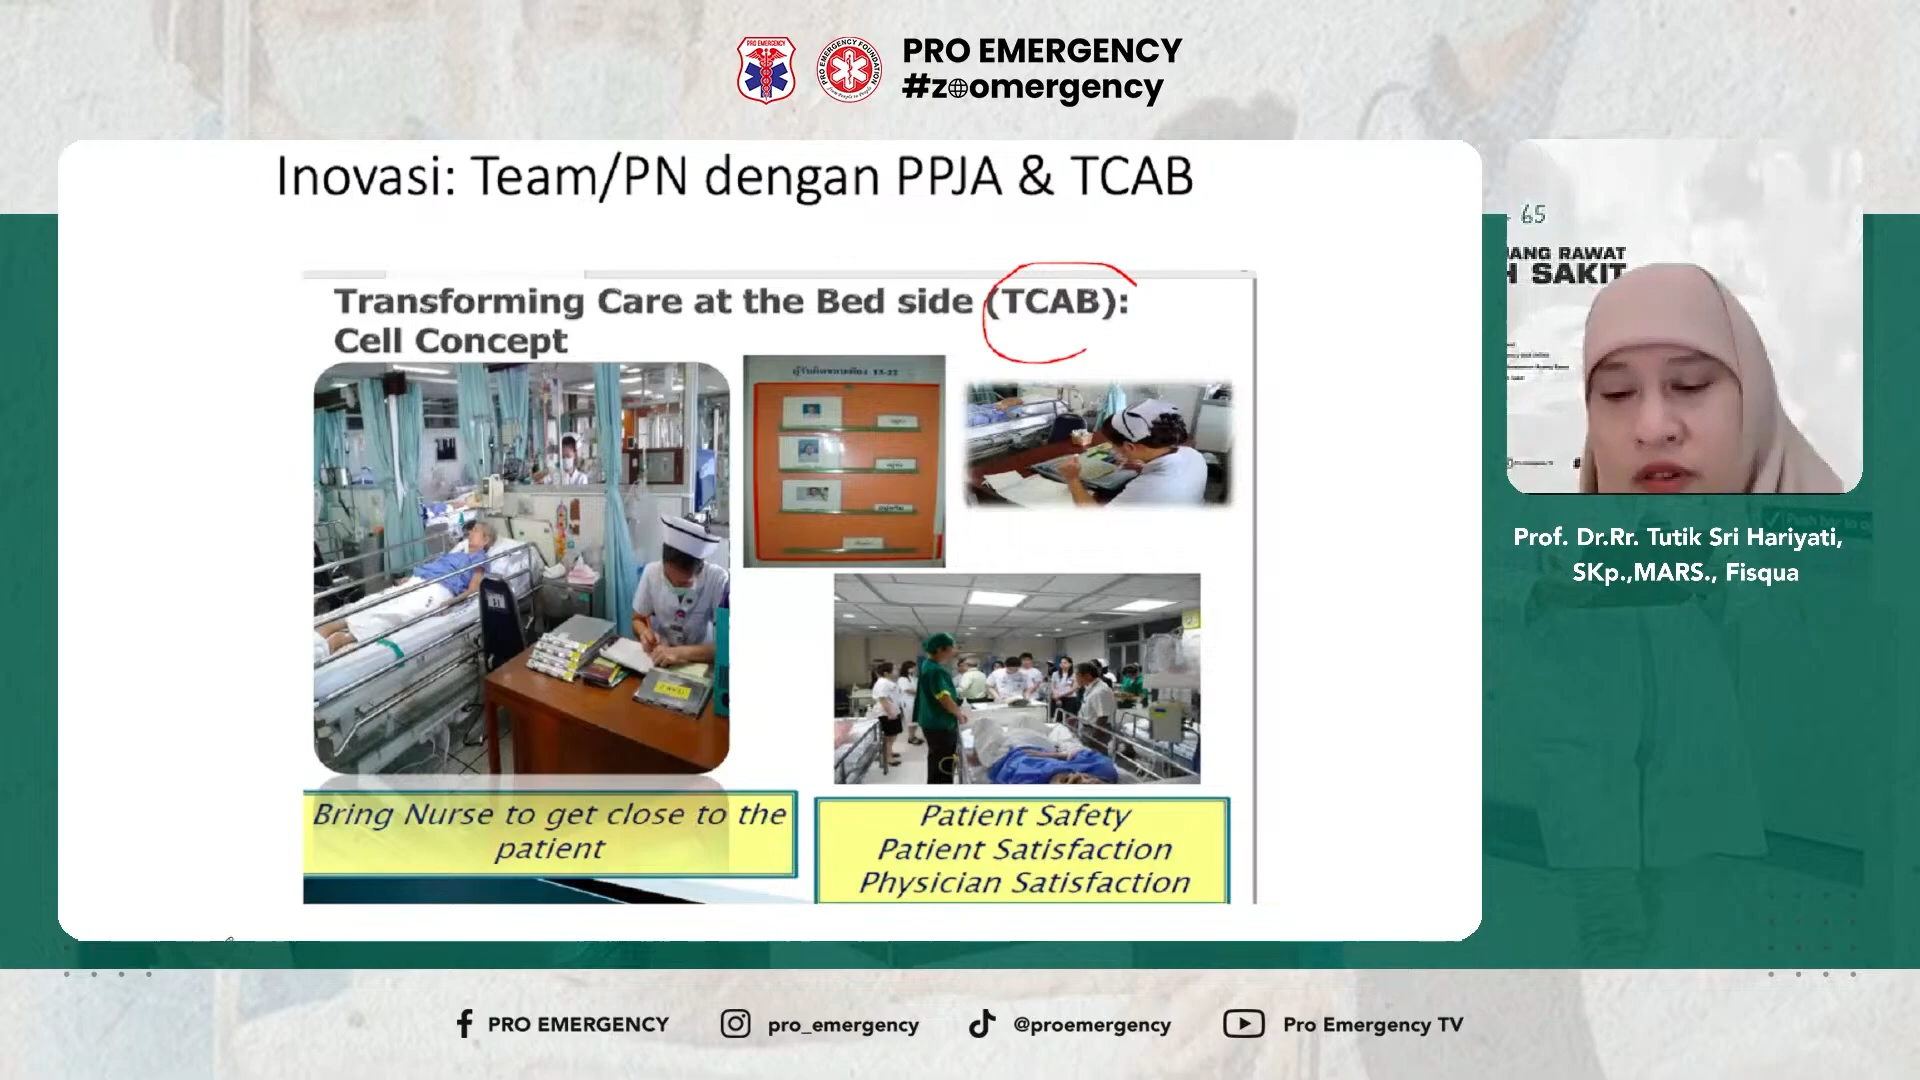 PRO EMERGENCY
#zoomergency
Inovasi: Team/PN dengan PPJA & TCAB
Transforming Care at the Bed side (TCAB):
Cell Concept
Bring Nurse to get close to the
patient
Patient Safety
Patient Satisfaction
Physician Satisfaction
65
RAWAT
SAKIT
Prof. Dr.Rr. Tutik Sri Hariyati,
SKp.,MARS., Fisqua
PRO EMERGENCY
pro_emergency
@proemergency
Pro Emergency TV